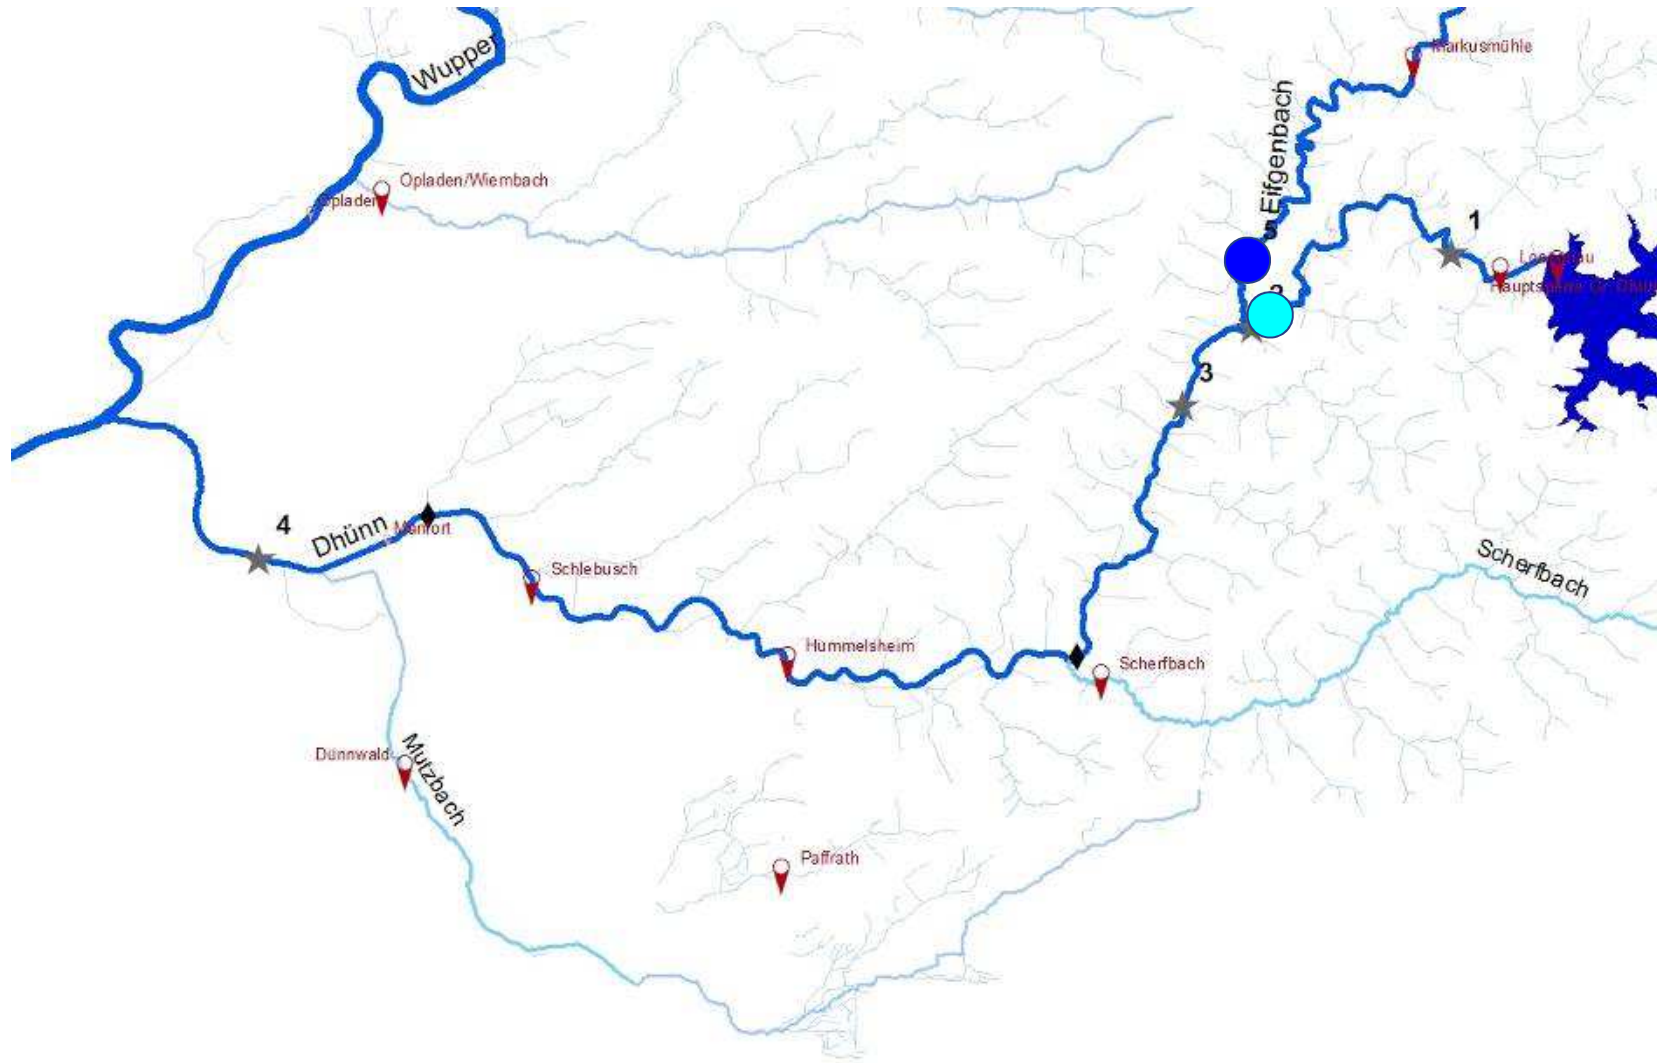 Wupper
Markusmühle
Eifgenbach
Opladen/Wiembach
Opladen
5
1
2
3
4
Dhünn
Manfort
Schlebusch
Scherfbach
Hummelsheim
Scherfbach
Dünnwald
Mutzbach
Paffrath